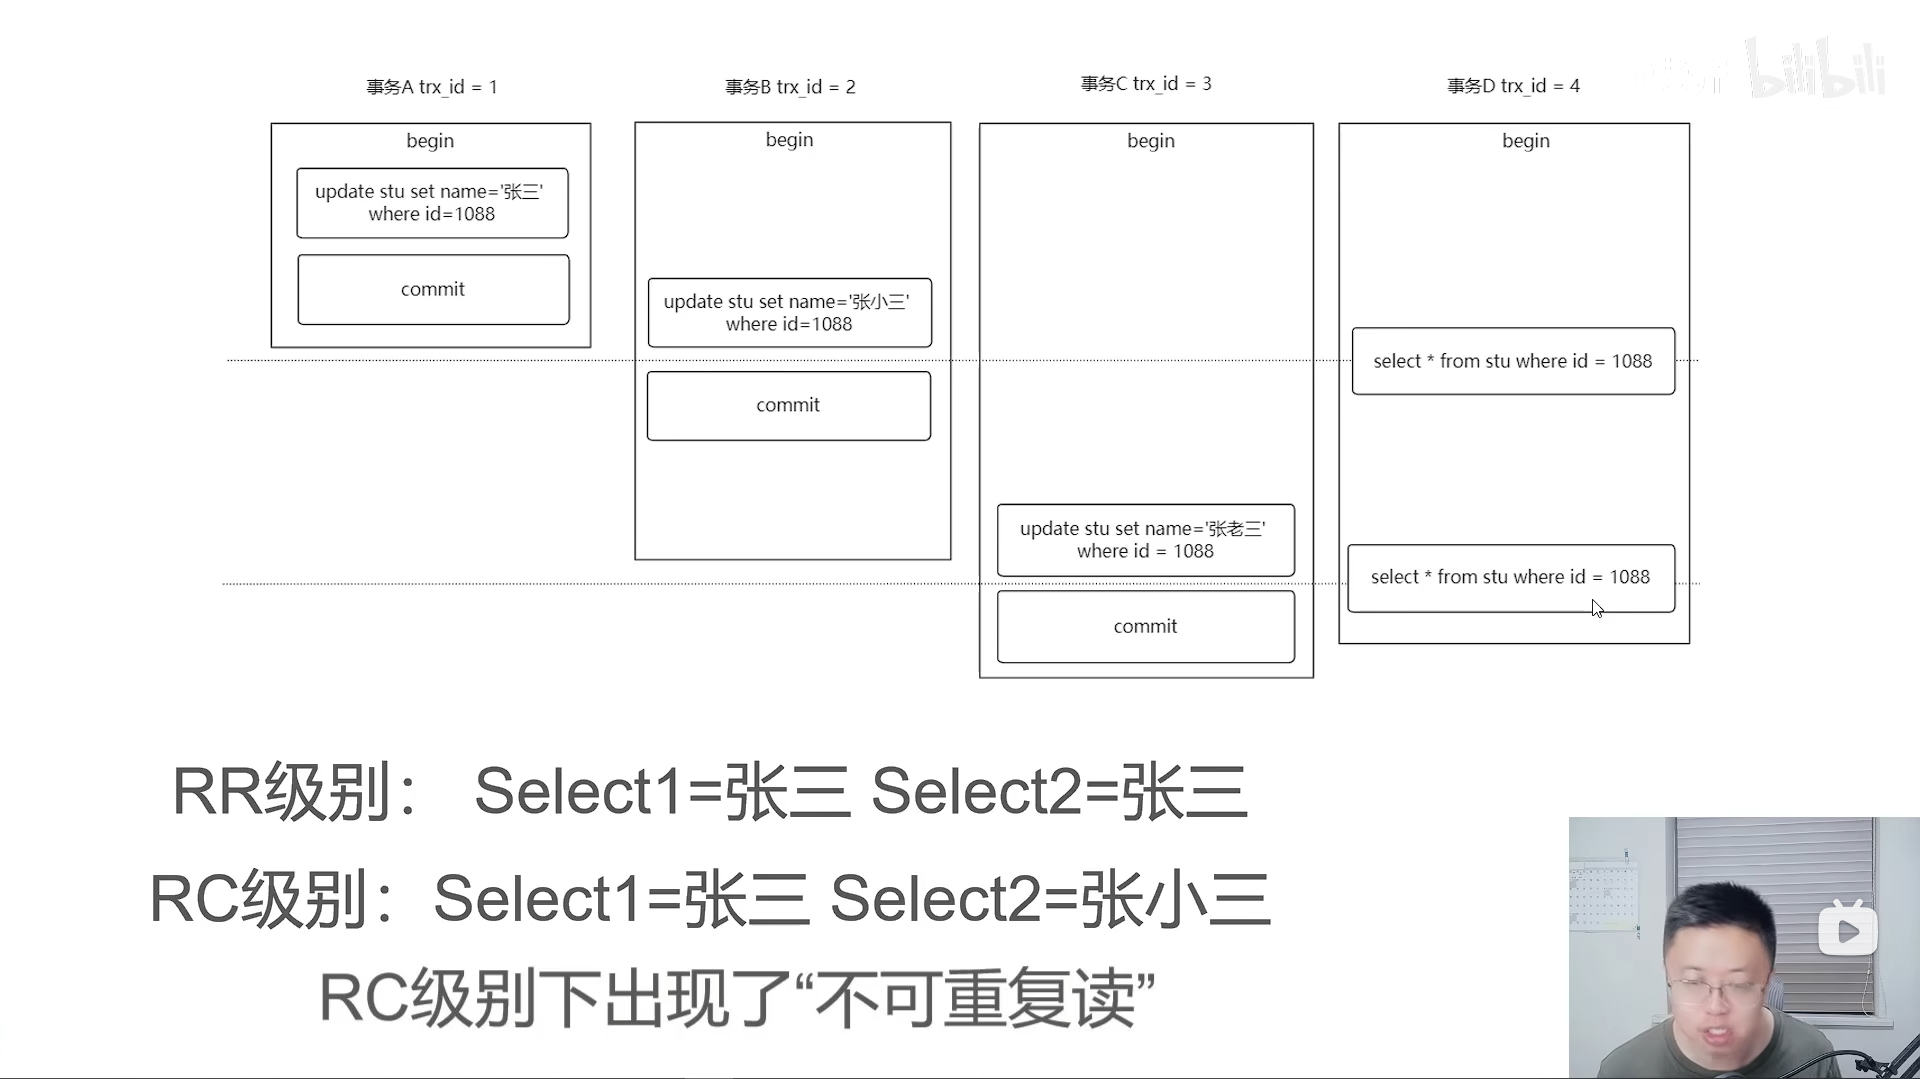 事务A trx_id = 1
事务B trx_id = 2
事务C trx_id = 3
事务D trx_id = 4
bilibili
begin
update stu set name='张三'
where id=1088
commit
begin
update stu set name='张小三'
where id=1088
commit
begin
update stu set name='张老三'
where id = 1088
commit
begin
select * from stu where id = 1088
select * from stu where id = 1088
RR级别： Select1=张三 Select2=张三
RC级别：Select1=张三 Select2=张小三
RC级别下出现了“不可重复读”